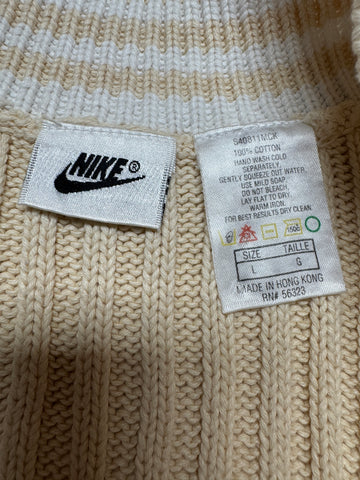 NIKE®
S40811MCK
100% COTTON
HAND WASH COLD
SEPARATELY.
GENTLY SQUEEZE OUT WATER.
USE MILD SOAP
DO NOT BLEACH,
LAY FLAT TO DRY.
WARM IRON.
FOR BEST RESULTS DRY CLEAN.
SIZE TAILLE
L G
MADE IN HONG KONG
RN# 56323